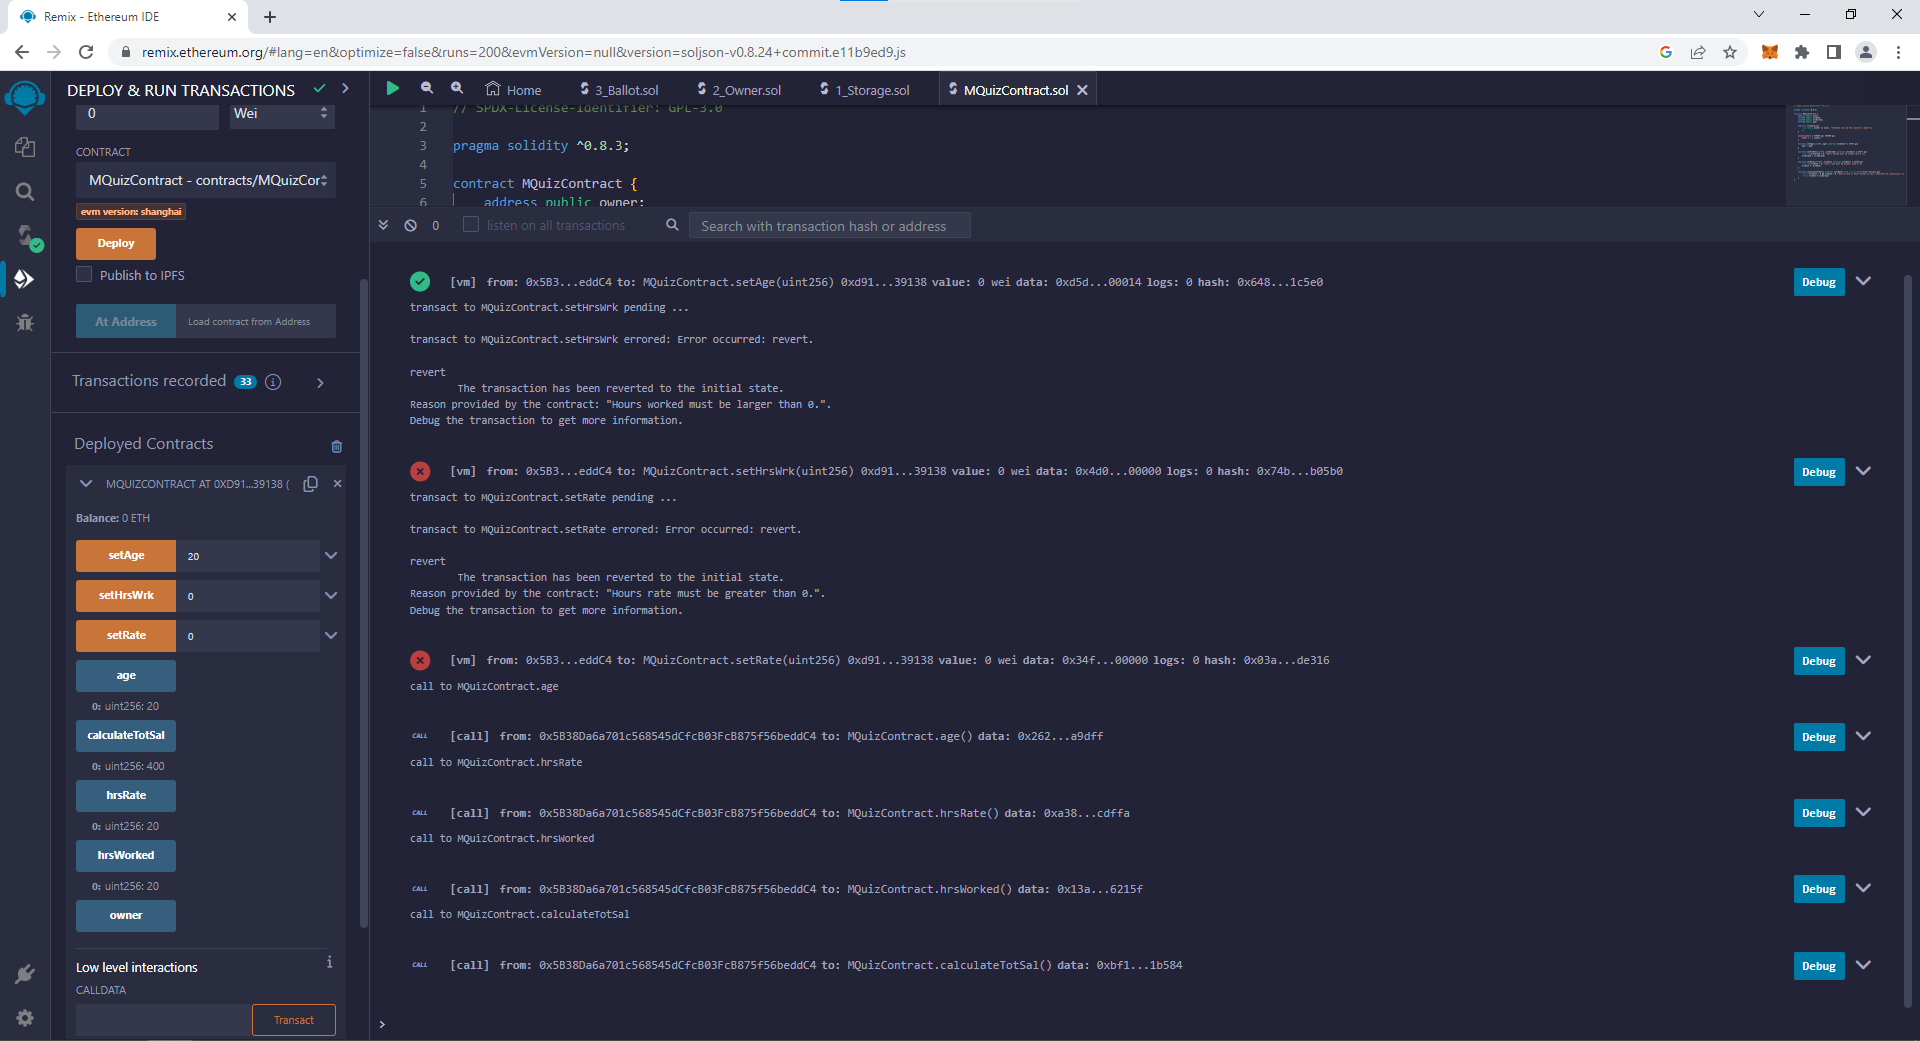 Remix - Ethereum IDE
remix.ethereum.org/#lang=en&optimize=false&runs=200&evmVersion=null&version=soljson-v0.8.24+commit.e11b9ed9.js
DEPLOY & RUN TRANSACTIONS
0 Wei
CONTRACT
MQuizContract - contracts/MQuizCor
evm version: shanghai
Deploy
Publish to IPFS
At Address Load contract from Address
Transactions recorded 33 i
Deployed Contracts
MQUIZCONTRACT AT 0XD91...39138 (
Balance: 0 ETH
setAge 20
setHrsWrk 0
setRate 0
age
0: uint256: 20
calculateTotSal
0: uint256: 400
hrsRate
0: uint256: 20
hrsWorked
0: uint256: 20
owner
Low level interactions i
CALLDATA
Transact
Home 3_Ballot.sol 2_Owner.sol 1_Storage.sol MQuizContract.sol
1 // SPDX-License-Identifier: GPL-3.0
2
3 pragma solidity ^0.8.3;
4
5 contract MQuizContract {
6 address public owner;
0 listen on all transactions Search with transaction hash or address
[vm] from: 0x5B3...eddC4 to: MQuizContract.setAge(uint256) 0xd91...39138 value: 0 wei data: 0xd5d...00014 logs: 0 hash: 0x648...1c5e0 Debug
transact to MQuizContract.setHrsWrk pending ...
transact to MQuizContract.setHrsWrk errored: Error occurred: revert.
revert
The transaction has been reverted to the initial state.
Reason provided by the contract: "Hours worked must be larger than 0.".
Debug the transaction to get more information.
[vm] from: 0x5B3...eddC4 to: MQuizContract.setHrsWrk(uint256) 0xd91...39138 value: 0 wei data: 0x4d0...00000 logs: 0 hash: 0x74b...b05b0 Debug
transact to MQuizContract.setRate pending ...
transact to MQuizContract.setRate errored: Error occurred: revert.
revert
The transaction has been reverted to the initial state.
Reason provided by the contract: "Hours rate must be greater than 0.".
Debug the transaction to get more information.
[vm] from: 0x5B3...eddC4 to: MQuizContract.setRate(uint256) 0xd91...39138 value: 0 wei data: 0x34f...00000 logs: 0 hash: 0x03a...de316 Debug
call to MQuizContract.age
CALL [call] from: 0x5B38Da6a701c568545dCfcB03FcB875f56beddC4 to: MQuizContract.age() data: 0x262...a9dff Debug
call to MQuizContract.hrsRate
CALL [call] from: 0x5B38Da6a701c568545dCfcB03FcB875f56beddC4 to: MQuizContract.hrsRate() data: 0xa38...cdffa Debug
call to MQuizContract.hrsWorked
CALL [call] from: 0x5B38Da6a701c568545dCfcB03FcB875f56beddC4 to: MQuizContract.hrsWorked() data: 0x13a...6215f Debug
call to MQuizContract.calculateTotSal
CALL [call] from: 0x5B38Da6a701c568545dCfcB03FcB875f56beddC4 to: MQuizContract.calculateTotSal() data: 0xbf1...1b584 Debug
>